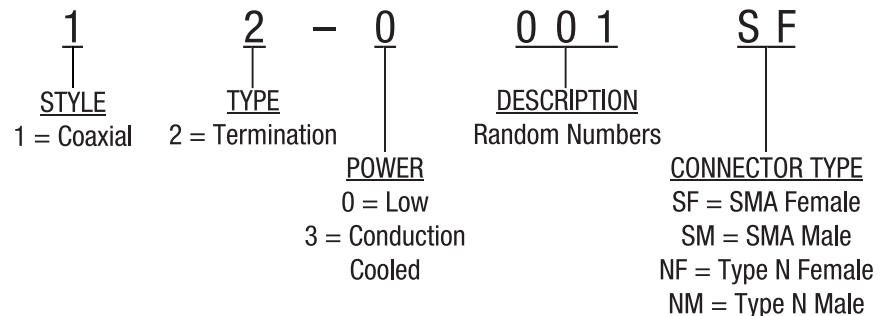 1 2 – 0 0 0 1 S F
STYLE
1 = Coaxial
TYPE
2 = Termination
POWER
0 = Low
3 = Conduction
Cooled
DESCRIPTION
Random Numbers
CONNECTOR TYPE
SF = SMA Female
SM = SMA Male
NF = Type N Female
NM = Type N Male